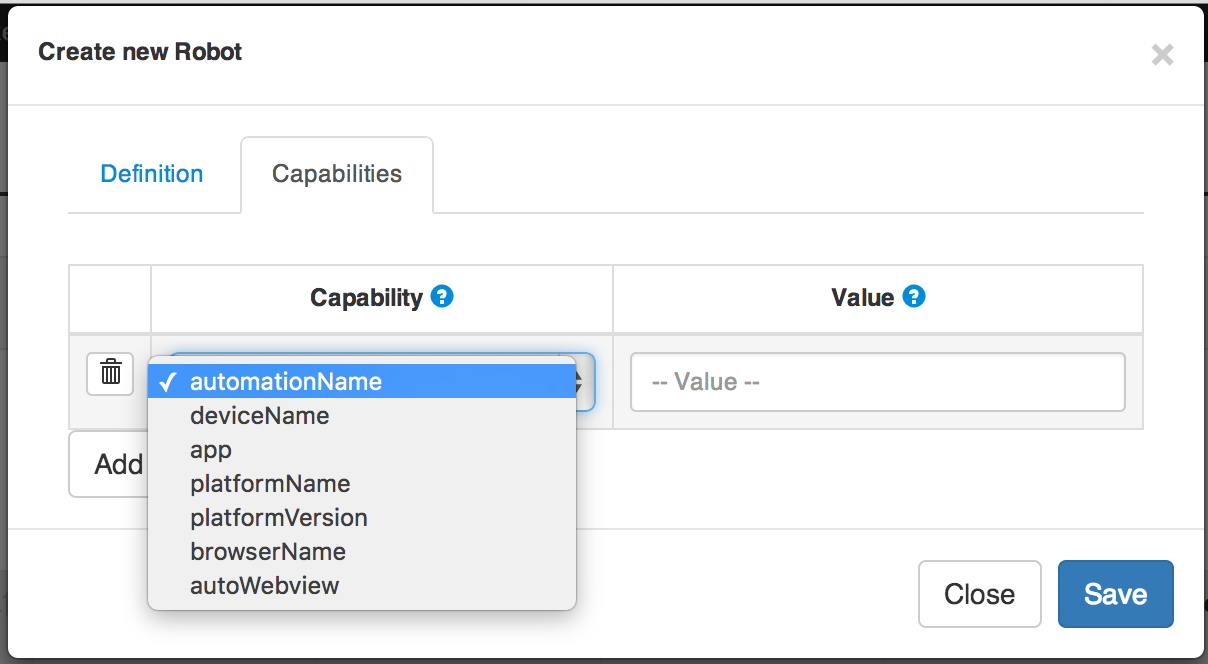 Create new Robot
×
Definition
Capabilities
Capability ?
Value ?
✓ automationName
-- Value --
deviceName
app
Add
platformName
platformVersion
browserName
autoWebview
Close
Save